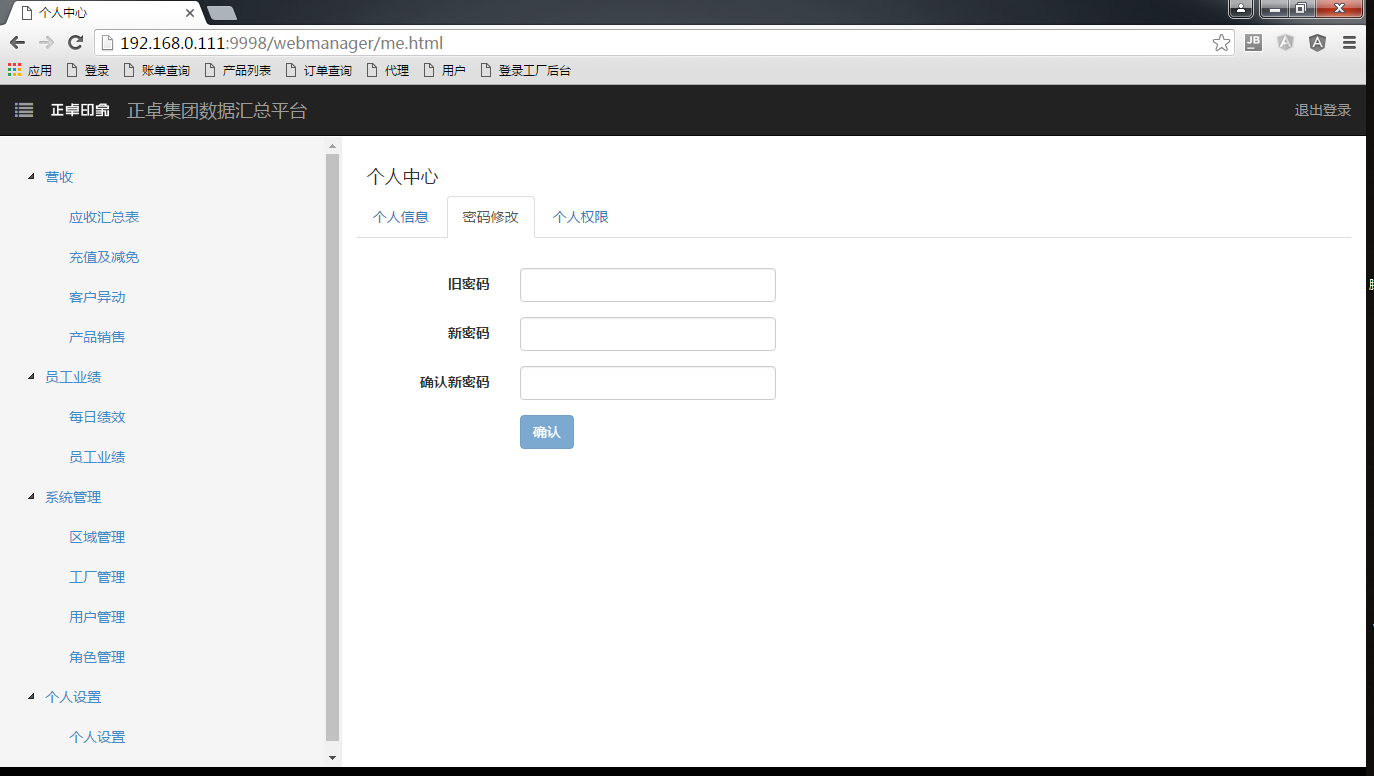 个人中心
192.168.0.111:9998/webmanager/me.html
应用 登录 账单查询 产品列表 订单查询 代理 用户 登录工厂后台
正卓印象 正卓集团数据汇总平台 退出登录
营收
应收汇总表
充值及减免
客户异动
产品销售
员工业绩
每日绩效
员工业绩
系统管理
区域管理
工厂管理
用户管理
角色管理
个人设置
个人设置
个人中心
个人信息 密码修改 个人权限
旧密码
新密码
确认新密码
确认